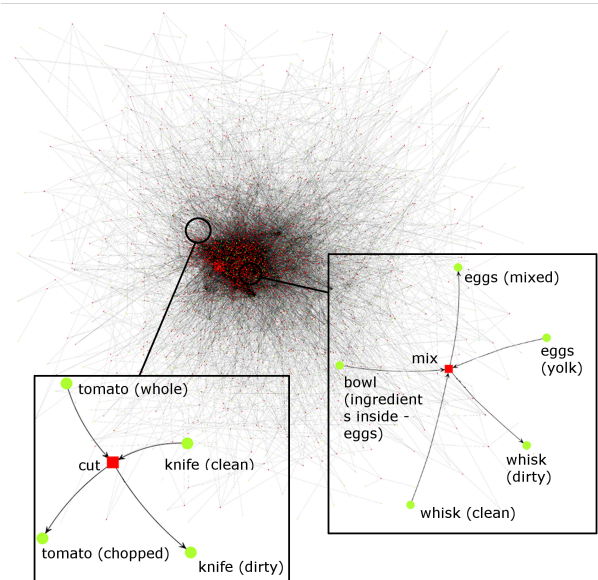 eggs (mixed)
mix
eggs
(yolk)
bowl
(ingredient
s inside -
eggs)
whisk
(dirty)
whisk (clean)
tomato (whole)
knife (clean)
cut
tomato (chopped)
knife (dirty)